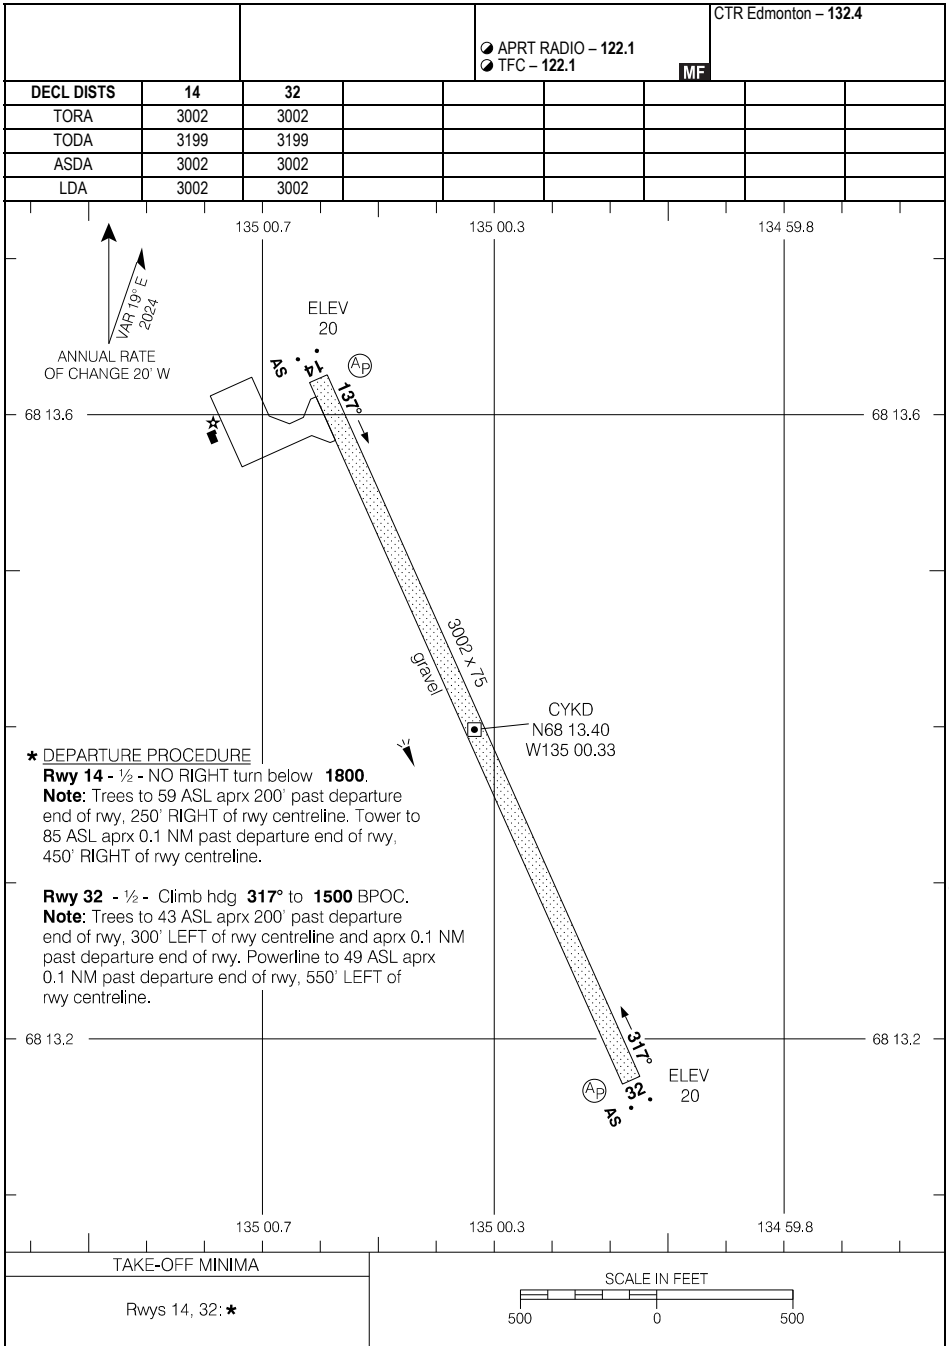 CTR Edmonton – 132.4
APRT RADIO – 122.1
TFC – 122.1
MF
DECL DISTS 14 32
TORA 3002 3002
TODA 3199 3199
ASDA 3002 3002
LDA 3002 3002
135 00.7 135 00.3 134 59.8
VAR 19° E
2024
ANNUAL RATE
OF CHANGE 20' W
ELEV
20
AS
14
AP
137°
68 13.6 68 13.6
3002 x 75
gravel
CYKD
N68 13.40
W135 00.33
* DEPARTURE PROCEDURE
Rwy 14 - ½ - NO RIGHT turn below 1800.
Note: Trees to 59 ASL aprx 200' past departure
end of rwy, 250' RIGHT of rwy centreline. Tower to
85 ASL aprx 0.1 NM past departure end of rwy,
450' RIGHT of rwy centreline.
Rwy 32 - ½ - Climb hdg 317° to 1500 BPOC.
Note: Trees to 43 ASL aprx 200' past departure
end of rwy, 300' LEFT of rwy centreline and aprx 0.1 NM
past departure end of rwy. Powerline to 49 ASL aprx
0.1 NM past departure end of rwy, 550' LEFT of
rwy centreline.
68 13.2 68 13.2
317°
ELEV
20
AP
32
AS
135 00.7 135 00.3 134 59.8
TAKE-OFF MINIMA
Rwys 14, 32: *
SCALE IN FEET
500 0 500